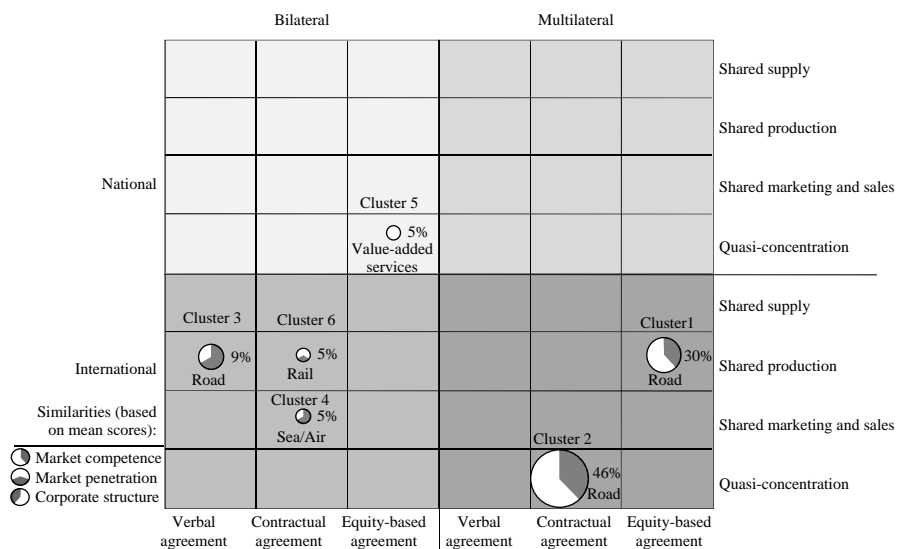 Bilateral Multilateral
Shared supply
Shared production
National
Shared marketing and sales
Cluster 5
5%
Quasi-concentration
Value-added
services
Shared supply
Cluster 3 Cluster 6
Cluster1
9% 5% 30%
International
Shared production
Road Rail Road
Cluster 4
Similarities (based
on mean scores):
5%
Shared marketing and sales
Sea/Air
Cluster 2
Market competence
46%
Market penetration
Quasi-concentration
Road
Corporate structure
Verbal Contractual Equity-based Verbal Contractual Equity-based
agreement agreement agreement agreement agreement agreement